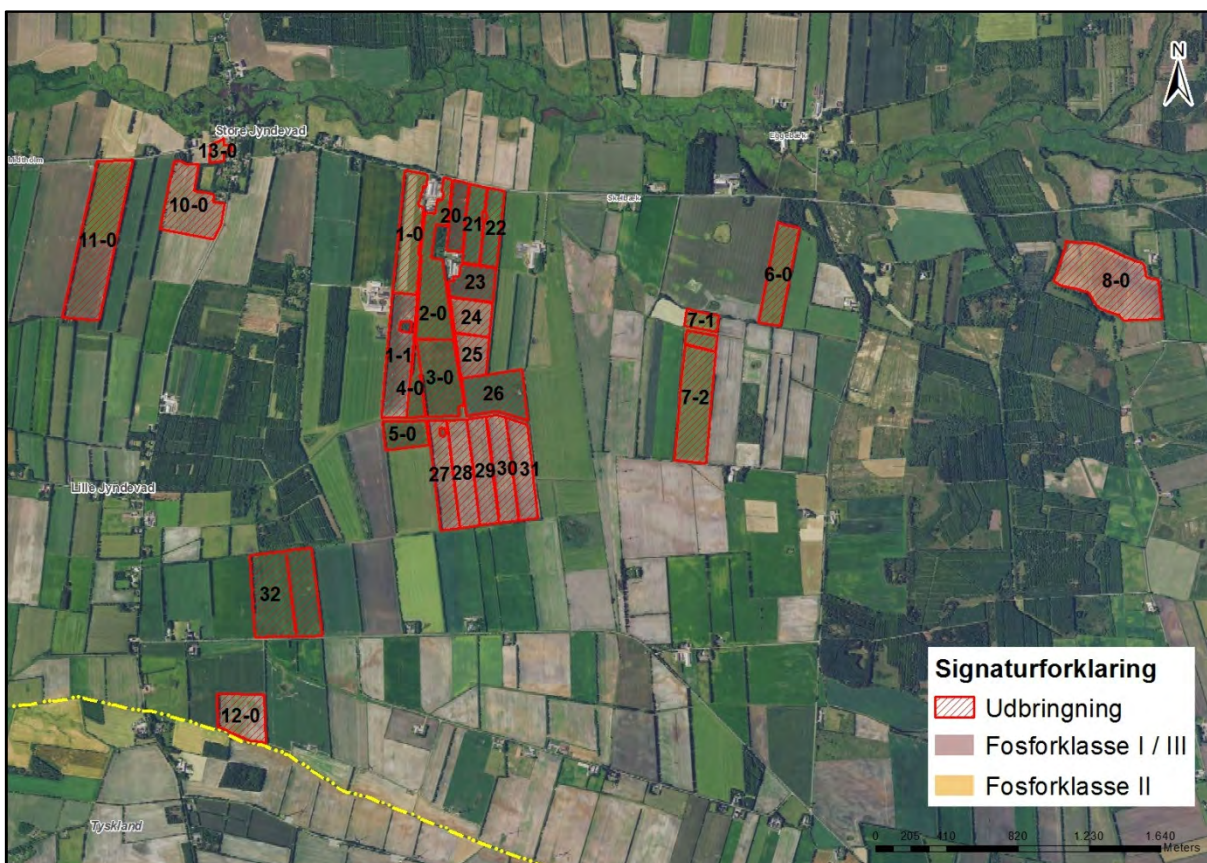 N
Store Jyndevad
13-0
Eggebæk
10-0
Skelbæk
1-0
20
21
22
11-0
6-0
8-0
23
2-0
24
7-1
25
1-1
3-0
4-0
26
7-2
5-0
27
28
29
30
31
Lille Jyndevad
32
12-0
Tyskland
Signaturforklaring
Udbringning
Fosforklasse I / III
Fosforklasse II
0 205 410 820 1.230 1.640
Meters